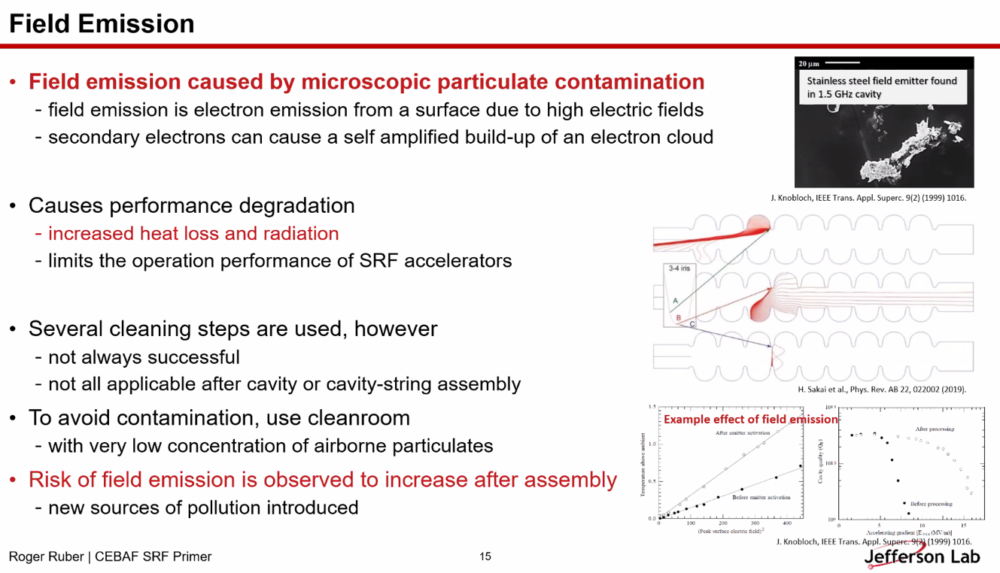 Field Emission
• Field emission caused by microscopic particulate contamination
- field emission is electron emission from a surface due to high electric fields
- secondary electrons can cause a self amplified build-up of an electron cloud
• Causes performance degradation
- increased heat loss and radiation
- limits the operation performance of SRF accelerators
• Several cleaning steps are used, however
- not always successful
- not all applicable after cavity or cavity-string assembly
• To avoid contamination, use cleanroom
- with very low concentration of airborne particulates
• Risk of field emission is observed to increase after assembly
- new sources of pollution introduced
20 µm
Stainless steel field emitter found
in 1.5 GHz cavity
J. Knobloch, IEEE Trans. Appl. Superc. 9(2) (1999) 1016.
3-4 iris
A
B
C
H. Sakai et al., Phys. Rev. AB 22, 022002 (2019).
Example effect of field emission
Temperature above ambient
1.5
1.0
0.5
0.0
After emitter activation
Before emitter activation
0 100 200 300 400
(Peak surface electric field)²
Cavity quality (Q₀)
10¹¹
10¹⁰
10⁹
After processing
Before processing
0 5 10 15
Accelerating gradient [Eacc (MV/m)]
J. Knobloch, IEEE Trans. Appl. Superc. 9(2) (1999) 1016.
Roger Ruber | CEBAF SRF Primer
15
Jefferson Lab